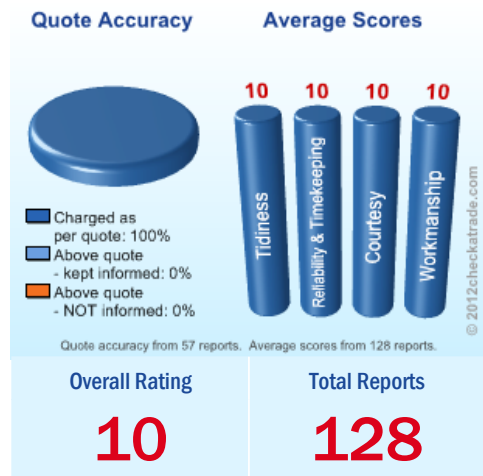 Quote Accuracy
Average Scores
10 10 10 10
Tidiness
Reliability & Timekeeping
Courtesy
Workmanship
Charged as
per quote: 100%
Above quote
- kept informed: 0%
Above quote
- NOT informed: 0%
© 2012checkatrade.com
Quote accuracy from 57 reports. Average scores from 128 reports.
Overall Rating
10
Total Reports
128